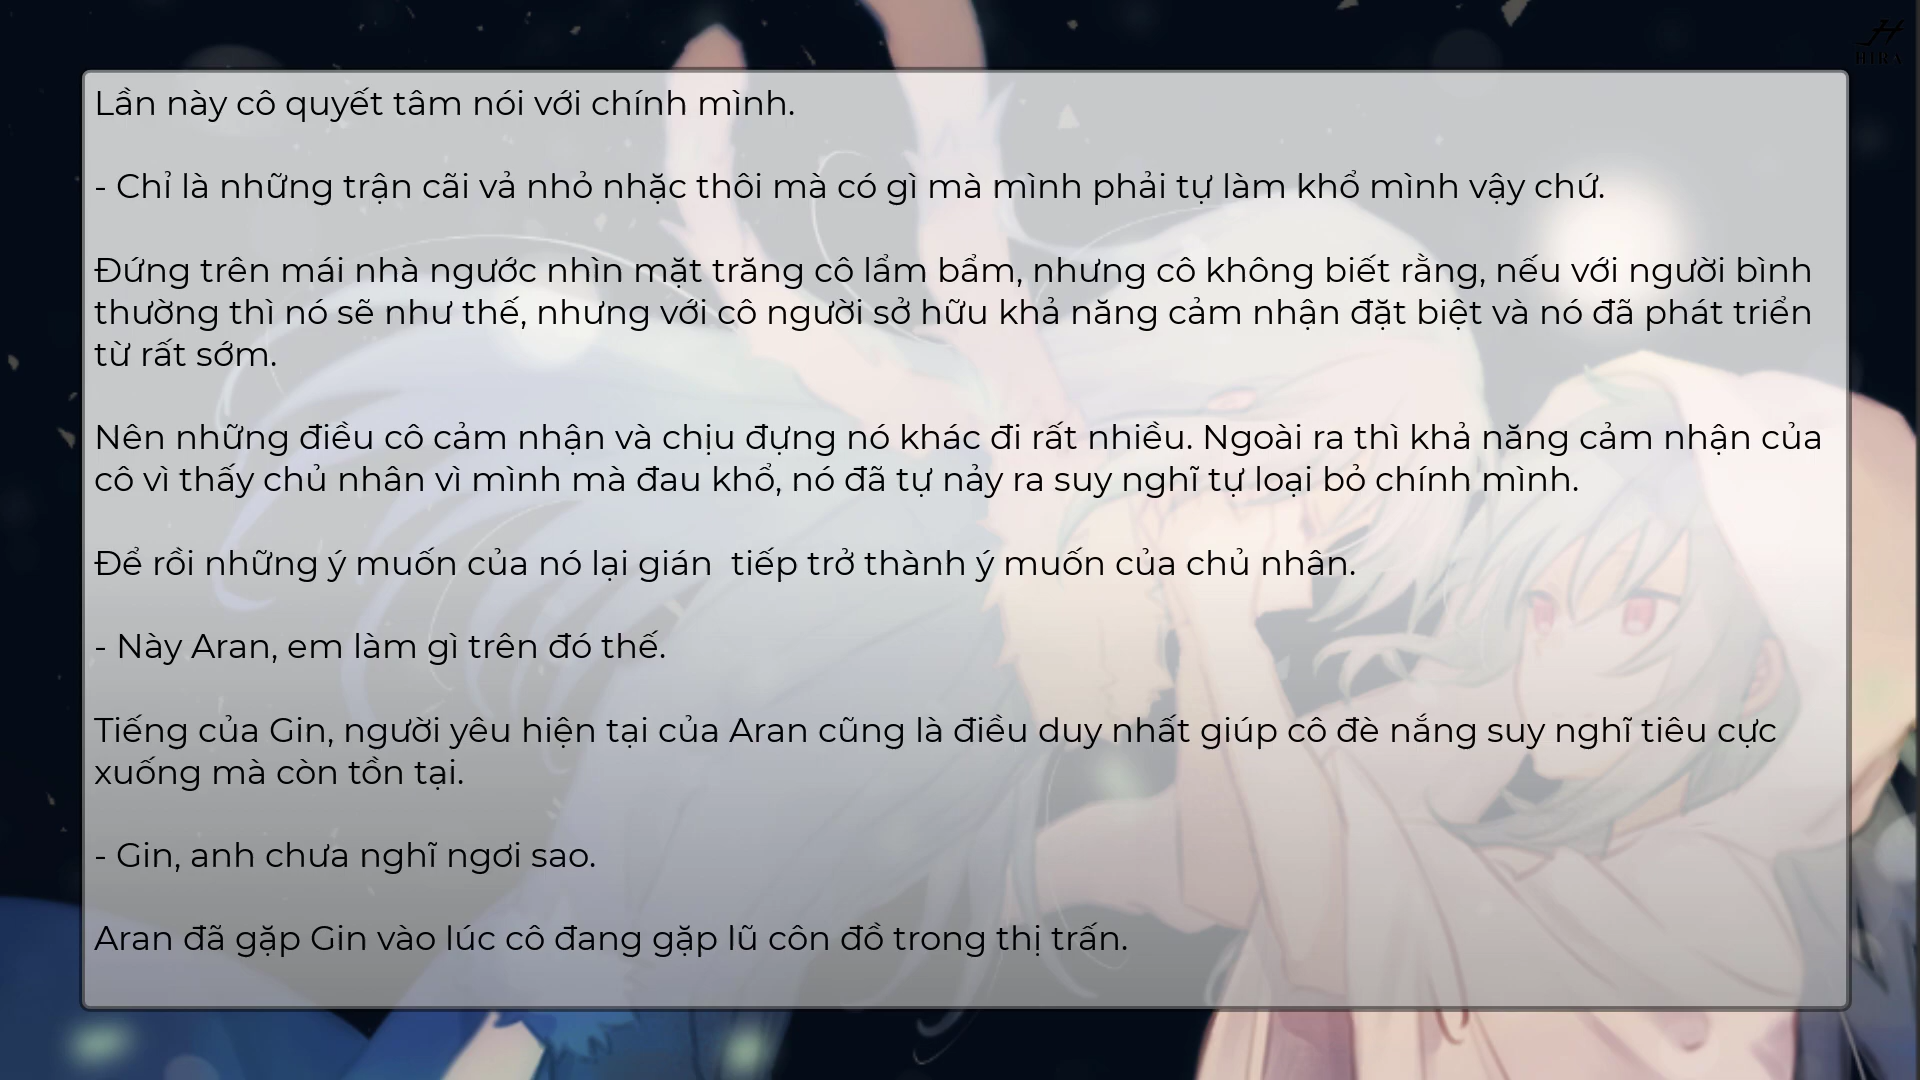 HIRA
Lần này cô quyết tâm nói với chính mình.
- Chỉ là những trận cãi vả nhỏ nhặc thôi mà có gì mà mình phải tự làm khổ mình vậy chứ.
Đứng trên mái nhà ngước nhìn mặt trăng cô lẩm bẩm, nhưng cô không biết rằng, nếu với người bình
thường thì nó sẽ như thế, nhưng với cô người sở hữu khả năng cảm nhận đặt biệt và nó đã phát triển
từ rất sớm.
Nên những điều cô cảm nhận và chịu đựng nó khác đi rất nhiều. Ngoài ra thì khả năng cảm nhận của
cô vì thấy chủ nhân vì mình mà đau khổ, nó đã tự nảy ra suy nghĩ tự loại bỏ chính mình.
Để rồi những ý muốn của nó lại gián  tiếp trở thành ý muốn của chủ nhân.
- Này Aran, em làm gì trên đó thế.
Tiếng của Gin, người yêu hiện tại của Aran cũng là điều duy nhất giúp cô đè nắng suy nghĩ tiêu cực
xuống mà còn tồn tại.
- Gin, anh chưa nghĩ ngơi sao.
Aran đã gặp Gin vào lúc cô đang gặp lũ côn đồ trong thị trấn.